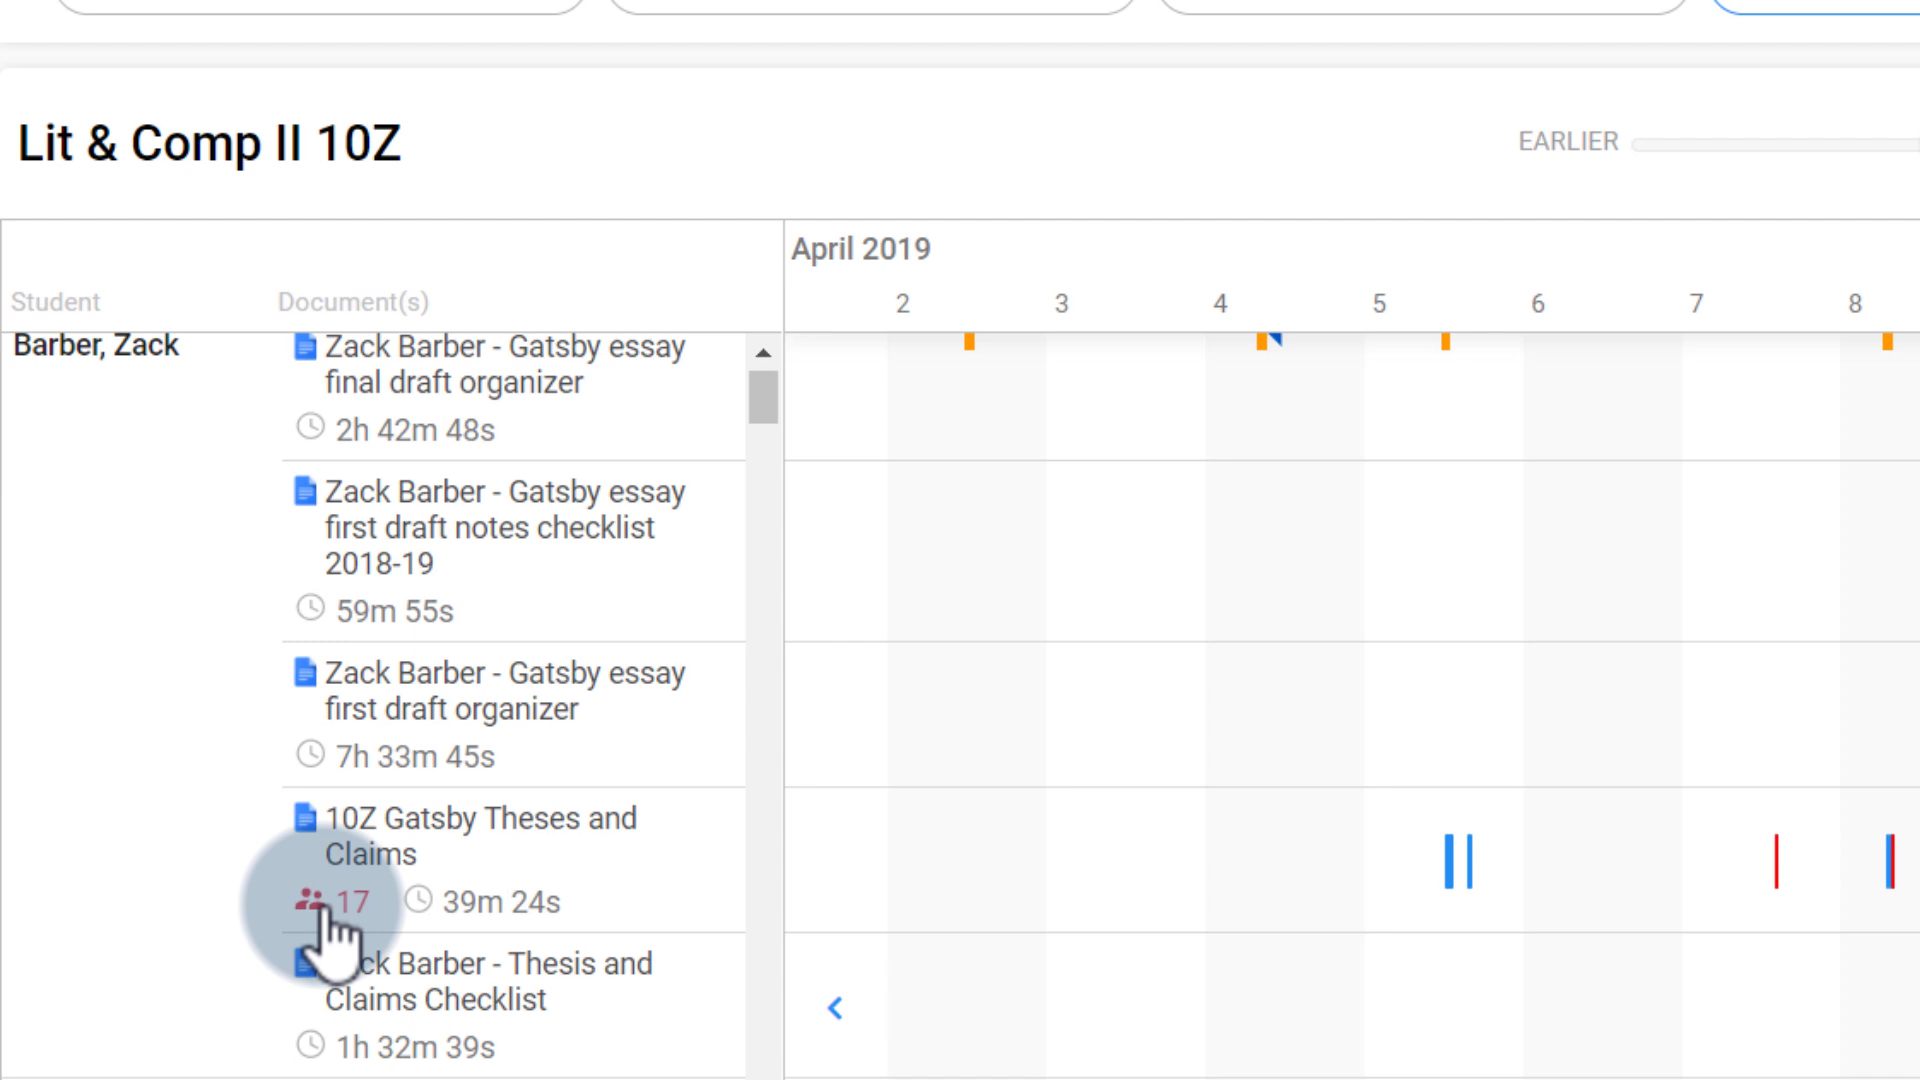 Lit & Comp II 10Z
EARLIER
April 2019
Student
Document(s)
2
3
4
5
6
7
8
Barber, Zack
Zack Barber - Gatsby essay
final draft organizer
2h 42m 48s
Zack Barber - Gatsby essay
first draft notes checklist
2018-19
59m 55s
Zack Barber - Gatsby essay
first draft organizer
7h 33m 45s
10Z Gatsby Theses and
Claims
17
39m 24s
ck Barber - Thesis and
Claims Checklist
1h 32m 39s